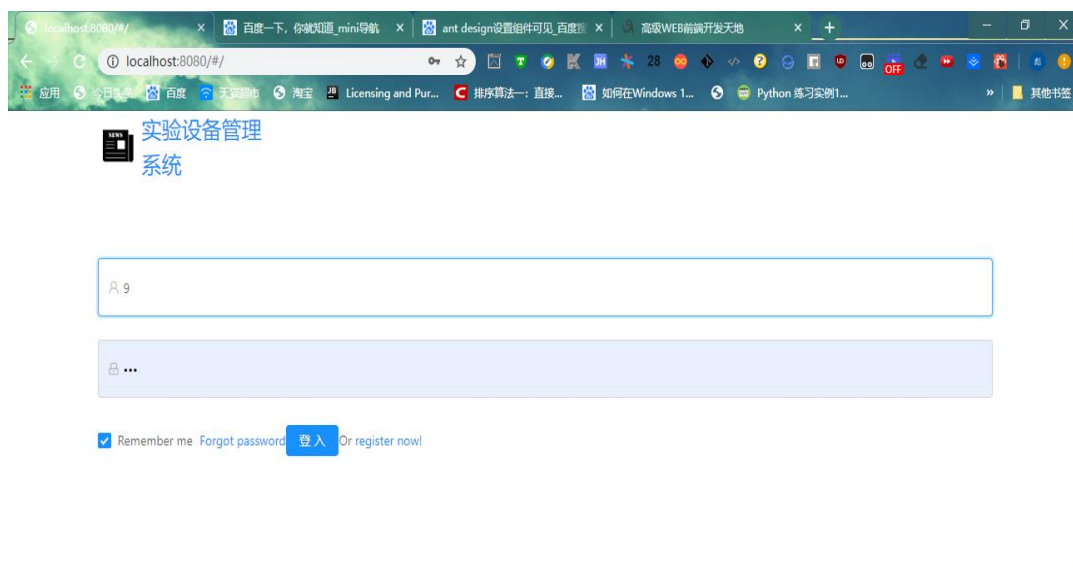 localhost:8080/#/
百度一下，你就知道_mini导航
ant design设置组件可见_百度搜
高级WEB前端开发天地
localhost:8080/#/
28
OFF
应用
今日头条
百度
天猫超市
淘宝
Licensing and Pur...
排序算法一：直接...
如何在Windows 1...
Python 练习实例1...
»
其他书签
NEWS
实验设备管理
系统
9
•••
Remember me Forgot password 登入 Or register now!